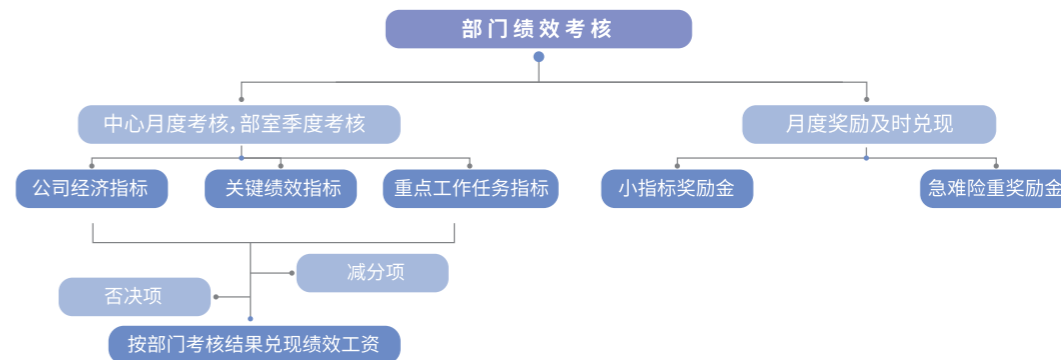 部门绩效考核
中心月度考核，部室季度考核
月度奖励及时兑现
公司经济指标
关键绩效指标
重点工作任务指标
小指标奖励金
急难险重奖励金
减分项
否决项
按部门考核结果兑现绩效工资